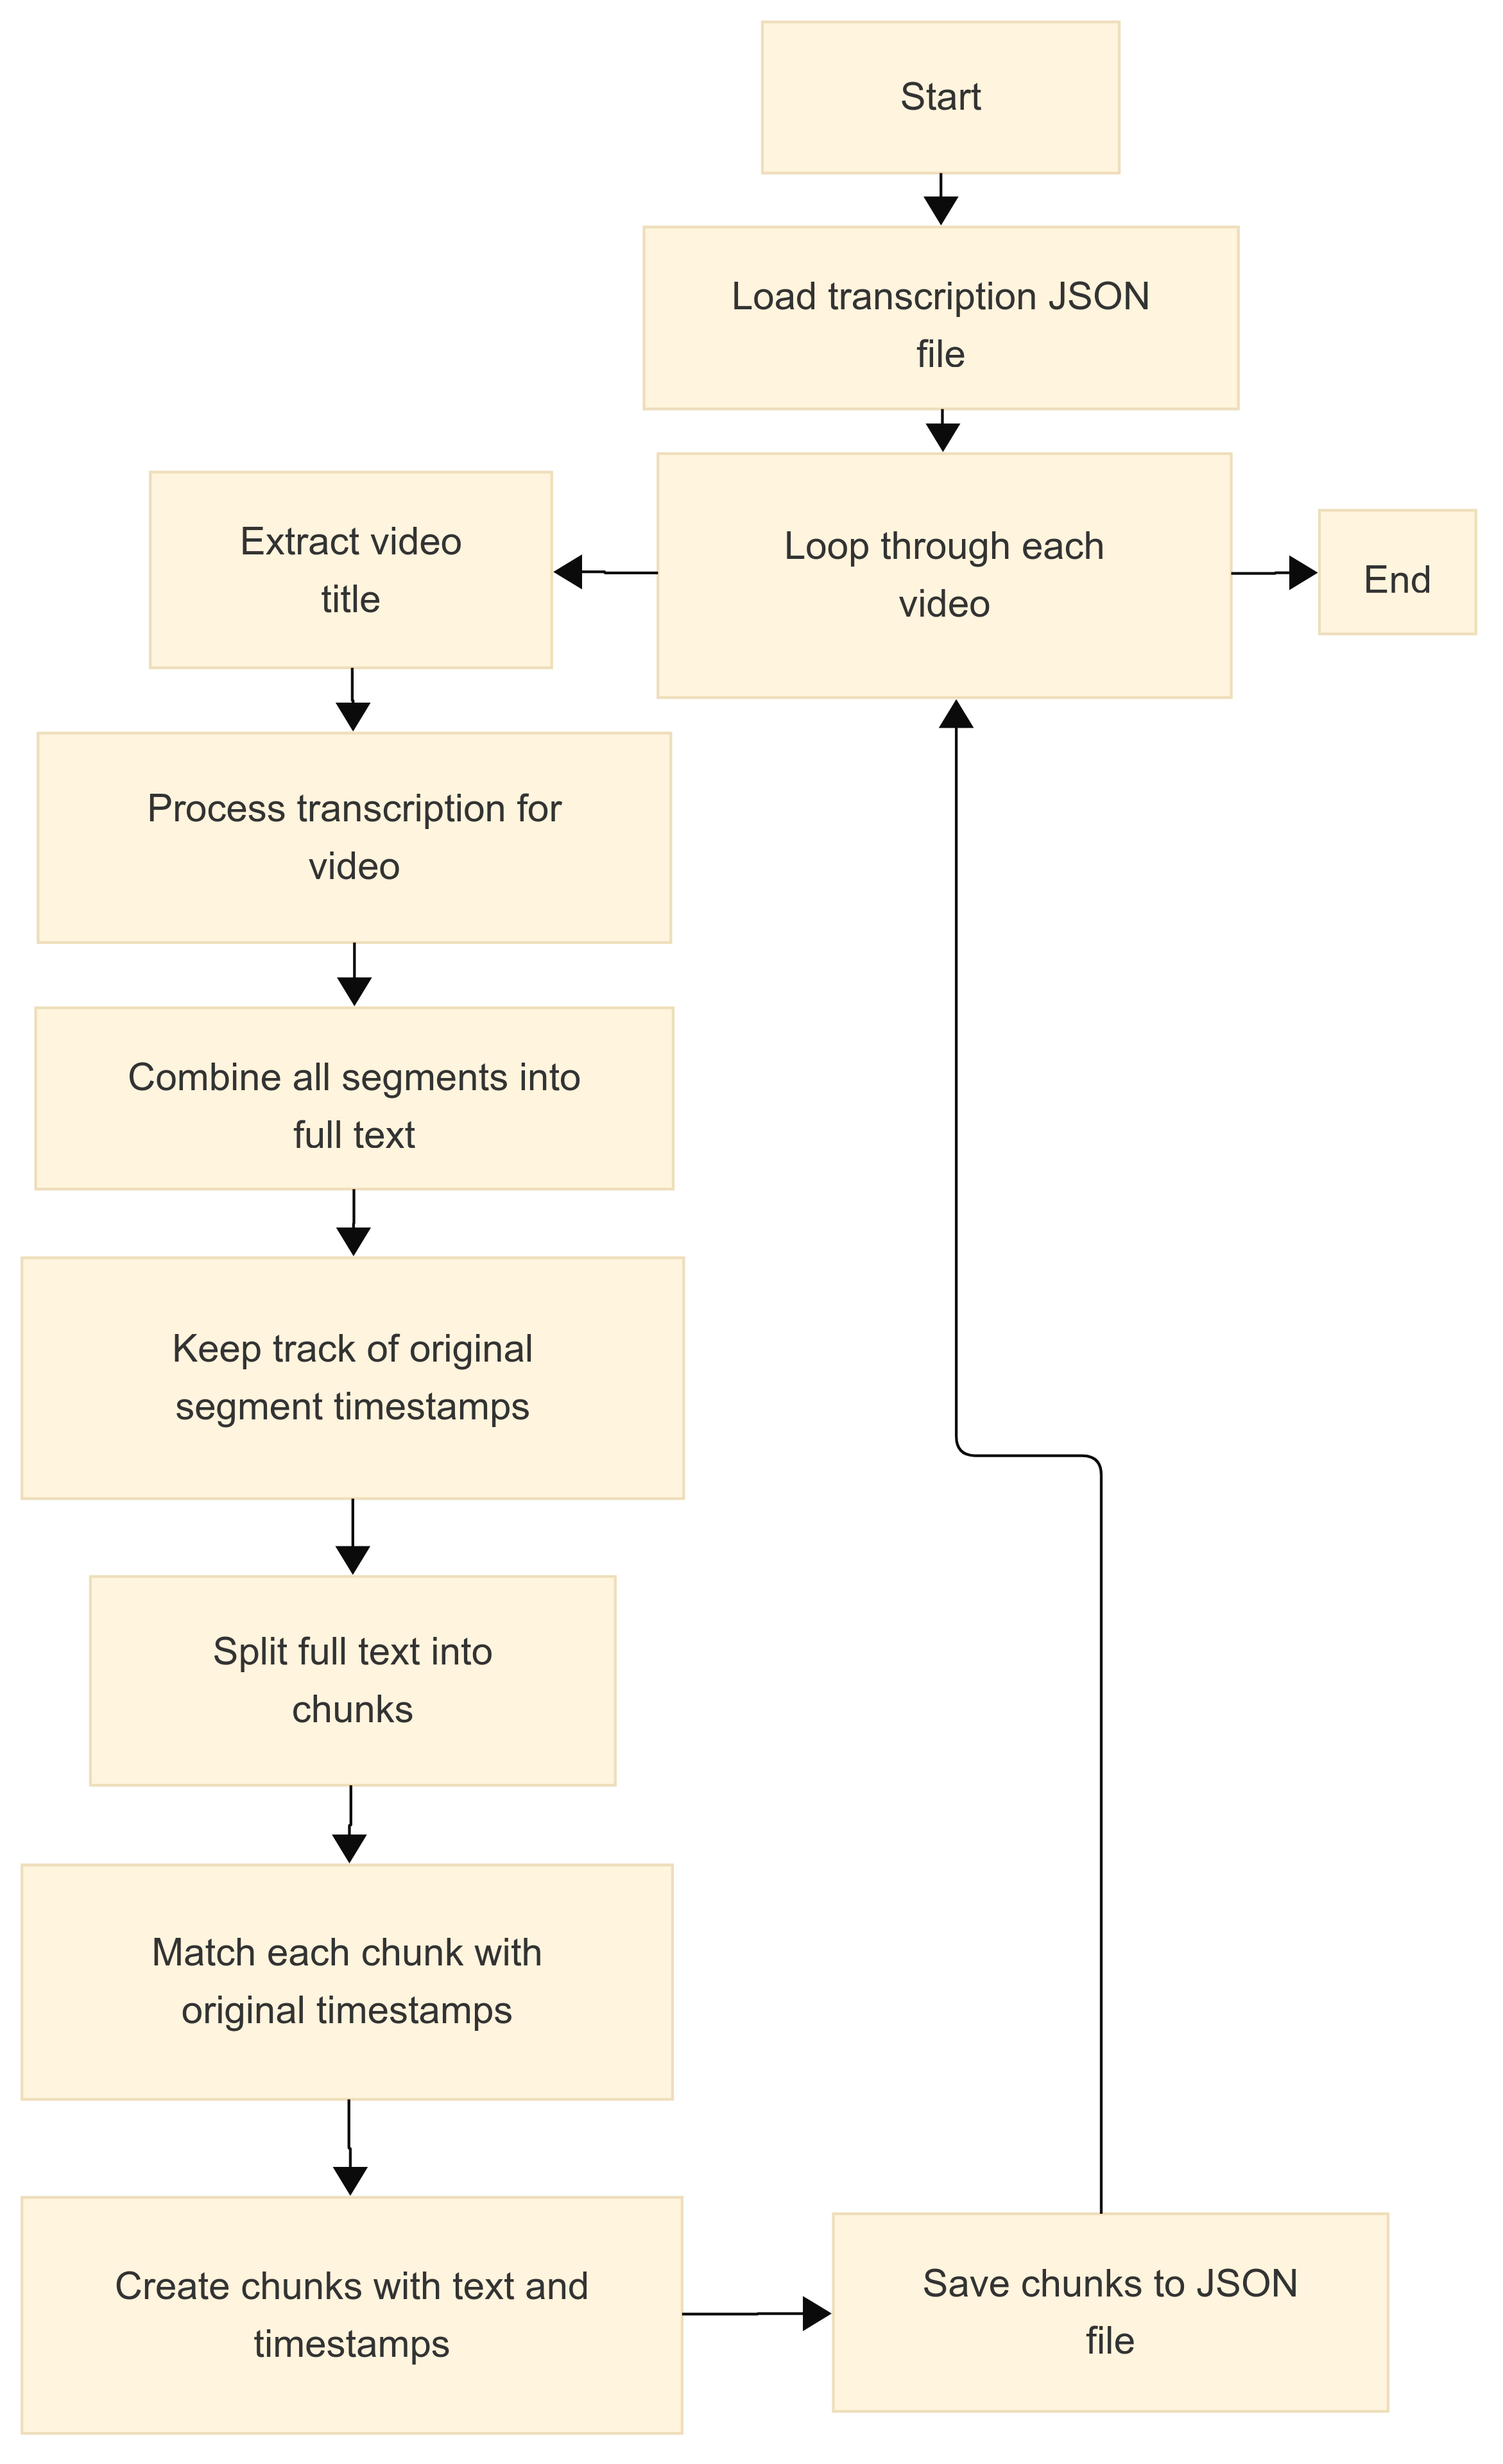 Start
Load transcription JSON
file
Loop through each
video
End
Extract video
title
Process transcription for
video
Combine all segments into
full text
Keep track of original
segment timestamps
Split full text into
chunks
Match each chunk with
original timestamps
Create chunks with text and
timestamps
Save chunks to JSON
file